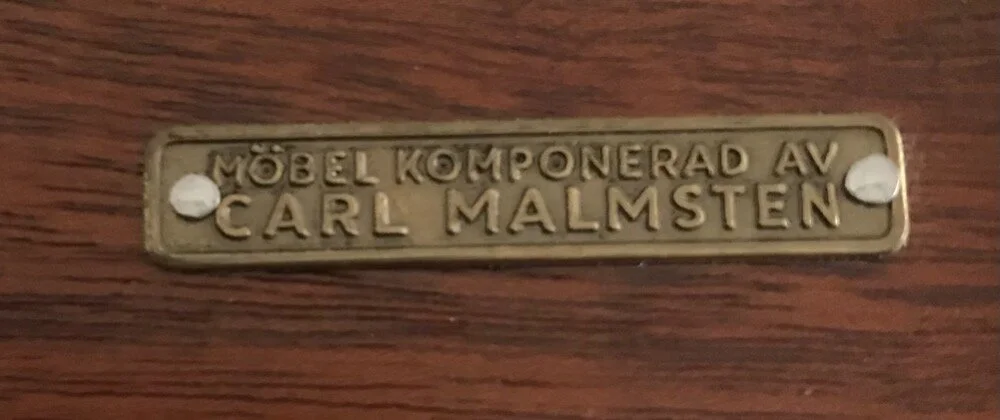 MÖBEL KOMPONERAD AV
CARL MALMSTEN